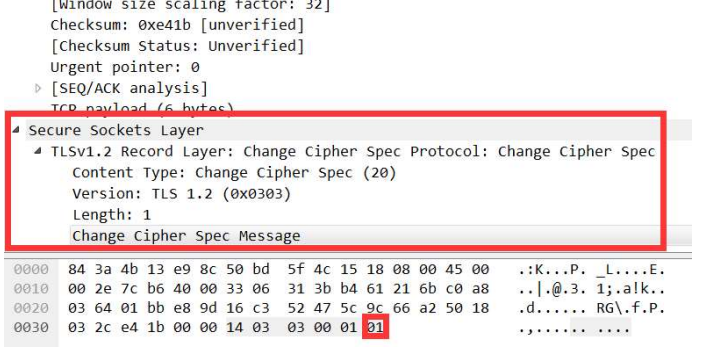 [Window size scaling factor: 32]
Checksum: 0xe41b [unverified]
[Checksum Status: Unverified]
Urgent pointer: 0
[SEQ/ACK analysis]
TCP payload (6 bytes)
Secure Sockets Layer
TLSv1.2 Record Layer: Change Cipher Spec Protocol: Change Cipher Spec
Content Type: Change Cipher Spec (20)
Version: TLS 1.2 (0x0303)
Length: 1
Change Cipher Spec Message
0000 84 3a 4b 13 e9 8c 50 bd 5f 4c 15 18 08 00 45 00 .:K...P. _L....E.
0010 00 2e 7c b6 40 00 33 06 31 3b b4 61 21 6b c0 a8 ..|.@.3. 1;.a!k..
0020 03 64 01 bb e8 9d 16 c3 52 47 5c 9c 66 a2 50 18 .d...... RG\.f.P.
0030 03 2c e4 1b 00 00 14 03 03 00 01 01 .,...... ....